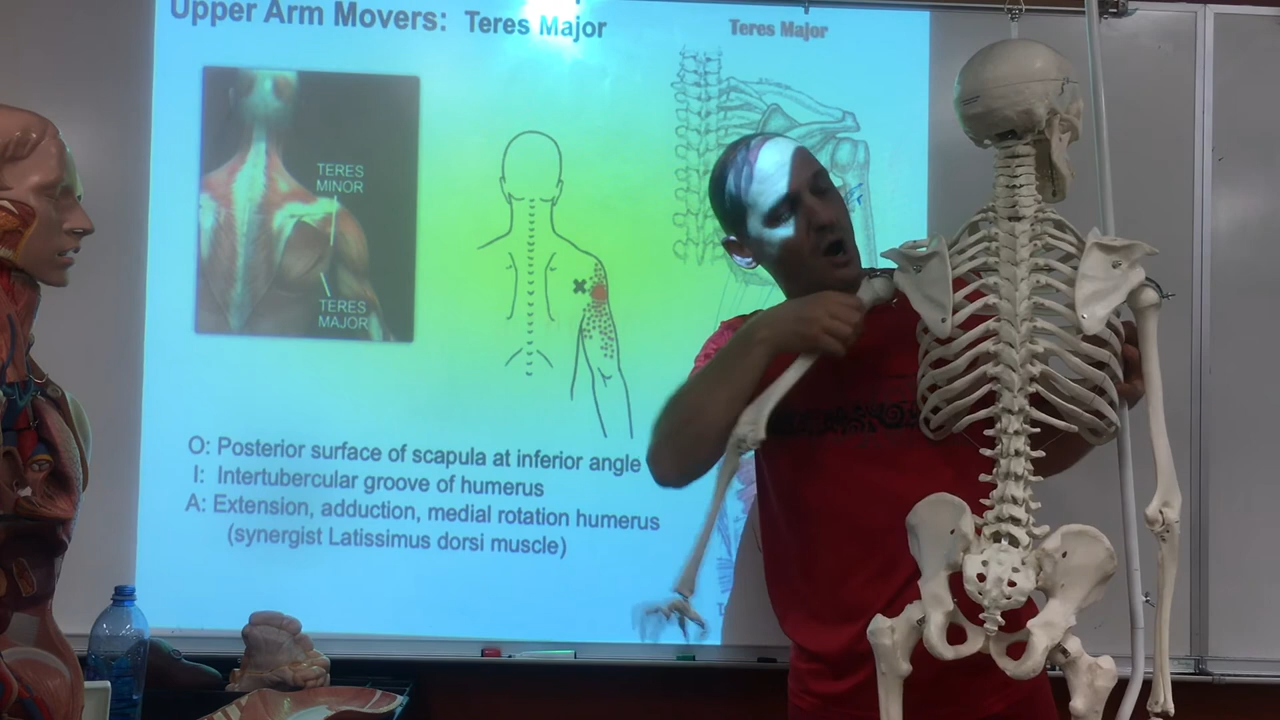 Upper Arm Movers: Teres Major
Teres Major
TERES
MINOR
TERES
MAJOR
O: Posterior surface of scapula at inferior angle
I: Intertubercular groove of humerus
A: Extension, adduction, medial rotation humerus
(synergist Latissimus dorsi muscle)